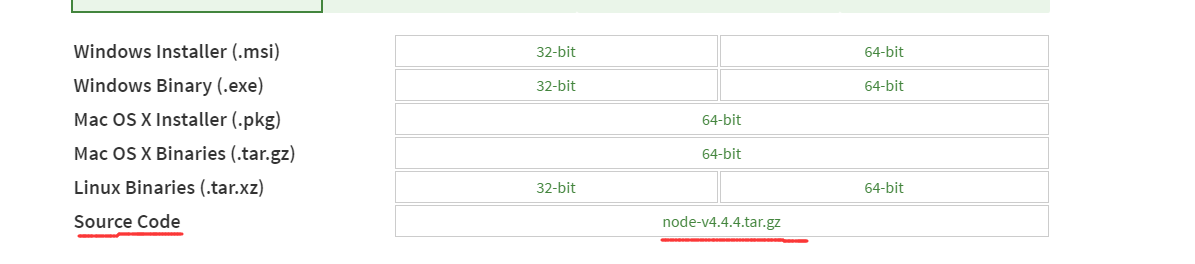 Windows Installer (.msi) 32-bit 64-bit
Windows Binary (.exe) 32-bit 64-bit
Mac OS X Installer (.pkg) 64-bit
Mac OS X Binaries (.tar.gz) 64-bit
Linux Binaries (.tar.xz) 32-bit 64-bit
Source Code node-v4.4.4.tar.gz